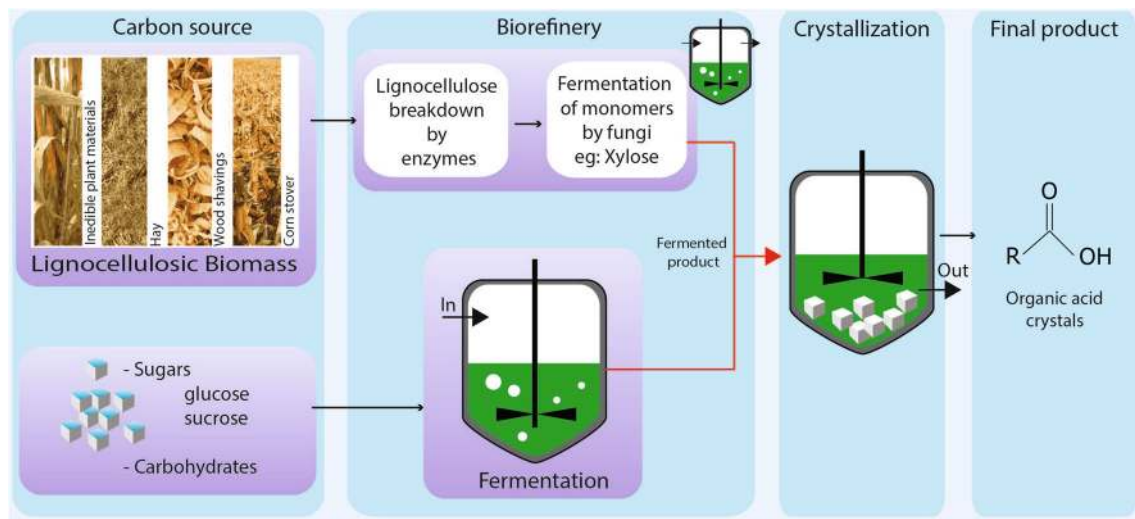 Carbon source
Inedible plant materials
Hay
Wood shavings
Corn stover
Lignocellulosic Biomass
- Sugars
glucose
sucrose
- Carbohydrates
Biorefinery
Lignocellulose
breakdown
by
enzymes
Fermentation
of monomers
by fungi
eg: Xylose
Fermented
product
In
Fermentation
Crystallization
Out
Final product
O
R
OH
Organic acid
crystals